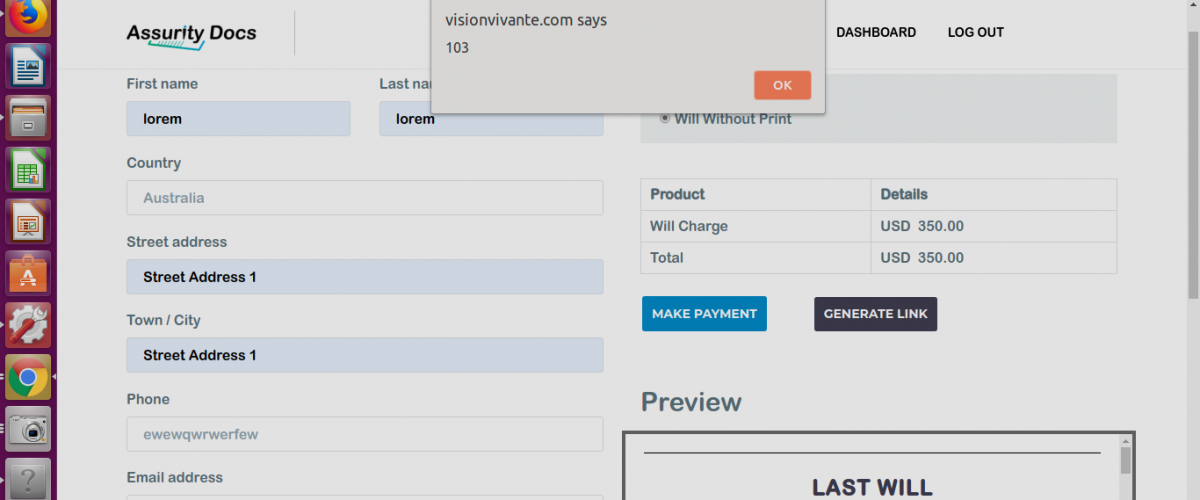 visionvivante.com says
103
OK
Assurity Docs
DASHBOARD
LOG OUT
First name
Last na
lorem
lorem
Country
Australia
Street address
Street Address 1
Town / City
Street Address 1
Phone
ewewqwrwerfew
Email address
Will Without Print
Product Details
Will Charge USD 350.00
Total USD 350.00
MAKE PAYMENT
GENERATE LINK
Preview
LAST WILL